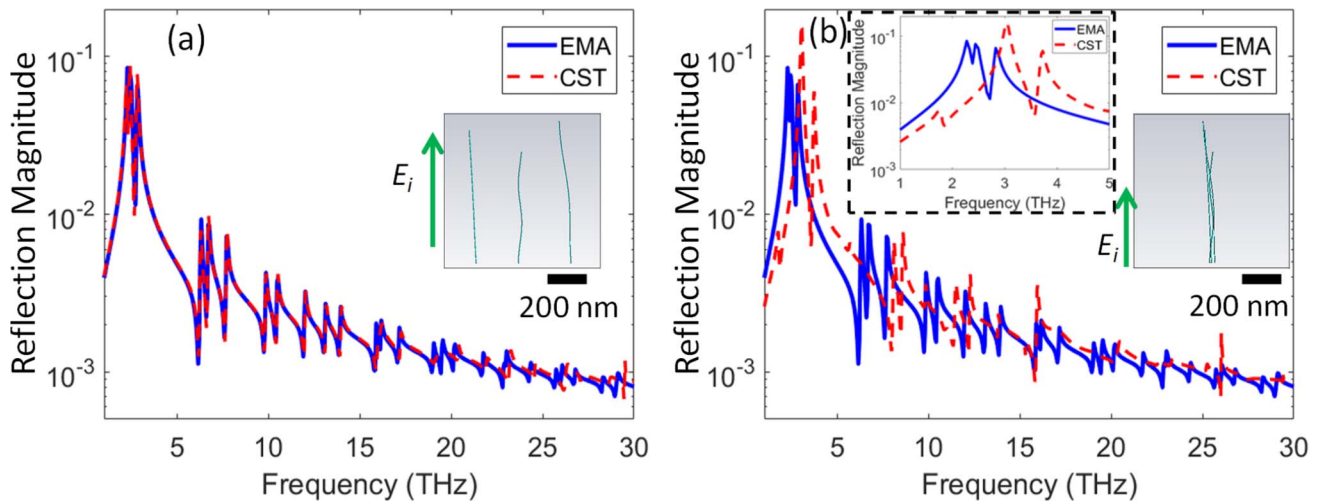 (a)
EMA
CST
Reflection Magnitude
10⁻¹
10⁻²
10⁻³
Eᵢ
200 nm
5 10 15 20 25 30
Frequency (THz)
(b)
EMA
CST
Reflection Magnitude
10⁻¹
10⁻²
10⁻³
Reflection Magnitude
10⁻¹
10⁻²
10⁻³
EMA
CST
1 2 3 4 5
Frequency (THz)
Eᵢ
200 nm
5 10 15 20 25 30
Frequency (THz)